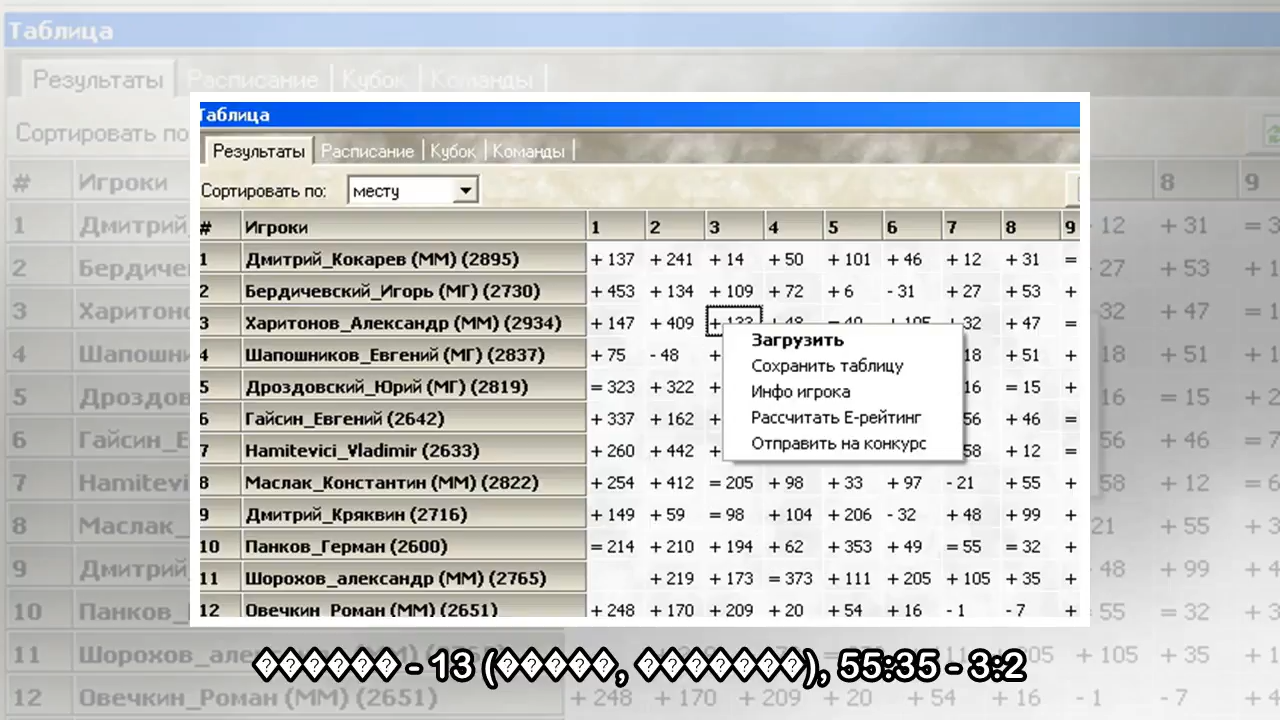 Таблица
Результаты Расписание Кубок Команды
Сортировать по: месту
# Игроки 1 2 3 4 5 6 7 8 9
1 Дмитрий_Кокарев (ММ) (2895) + 137 + 241 + 14 + 50 + 101 + 46 + 12 + 31 =
2 Бердичевский_Игорь (МГ) (2730) + 453 + 134 + 109 + 72 + 6 - 31 + 27 + 53 +
3 Харитонов_Александр (ММ) (2934) + 147 + 409 + 133 + 48 = 40 + 105 + 32 + 47 =
4 Шапошников_Евгений (МГ) (2837) + 75 - 48 + 18 + 51 +
5 Дроздовский_Юрий (МГ) (2819) = 323 + 322 + 16 = 15 +
6 Гайсин_Евгений (2642) + 337 + 162 + 56 + 46 =
7 Hamitevici_Vladimir (2633) + 260 + 442 + 58 + 12 =
8 Маслак_Константин (ММ) (2822) + 254 + 412 = 205 + 98 + 33 + 97 - 21 + 55 +
9 Дмитрий_Кряквин (2716) + 149 + 59 = 98 + 104 + 206 - 32 + 48 + 99 +
10 Панков_Герман (2600) = 214 + 210 + 194 + 62 + 353 + 49 = 55 = 32 +
11 Шорохов_александр (ММ) (2765) + 219 + 173 = 373 + 111 + 205 + 105 + 35 +
12 Овечкин_Роман (ММ) (2651) + 248 + 170 + 209 + 20 + 54 + 16 - 1 - 7 +
Загрузить
Сохранить таблицу
Инфо игрока
Рассчитать Е-рейтинг
Отправить на конкурс
������ - 13 (�����, �������), 55:35 - 3:2